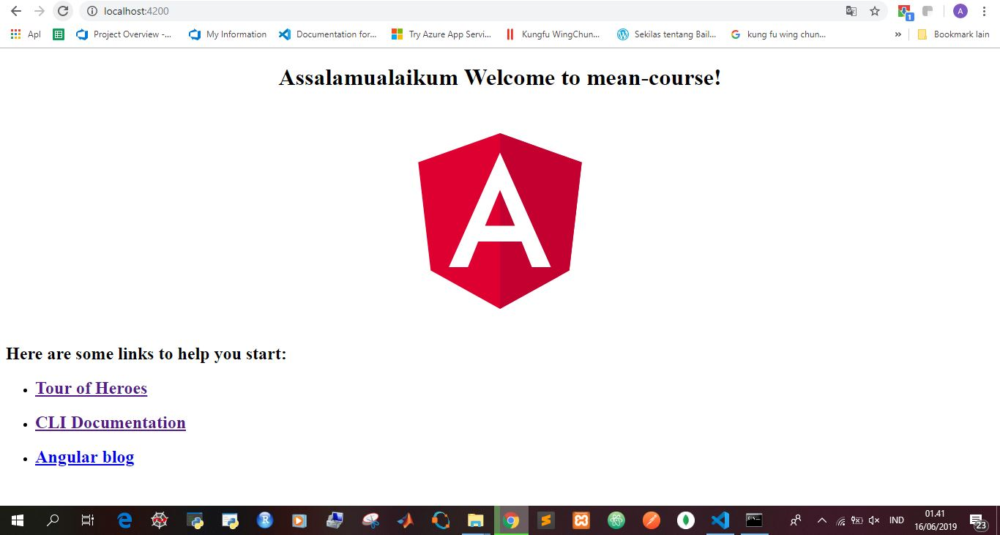 localhost:4200
A
1
Apl
Project Overview -...
My Information
Documentation for...
Try Azure App Servi...
Kungfu WingChun...
Sekilas tentang Bail...
kung fu wing chun...
»
Bookmark lain
Assalamualaikum Welcome to mean-course!
A
Here are some links to help you start:
• Tour of Heroes
• CLI Documentation
• Angular blog
IND
01.41
16/06/2019
23